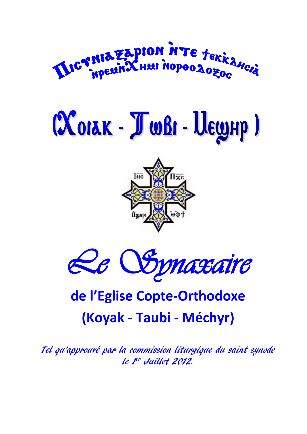 Ⲡⲓⲥⲩⲛⲁⲝⲁⲣⲓⲟⲛ ⲛ̀ⲧⲉ ϯⲉⲕⲕⲗⲏⲥⲓⲁ
ⲛ̀ⲣⲉⲙⲛ̀ⲭⲏⲙⲓ ⲛ̀ⲟⲣⲑⲟⲇⲟⲝⲟⲥ
(Ⲭⲟⲓⲁⲕ - Ⲧⲱⲃⲓ - Ⲙⲉϣⲏⲣ)
Le Synaxaire
de l'Eglise Copte-Orthodoxe
(Koyak - Taubi - Méchyr)
Tel qu'approuvé par la commission liturgique du saint synode
le 1er Juillet 2012.